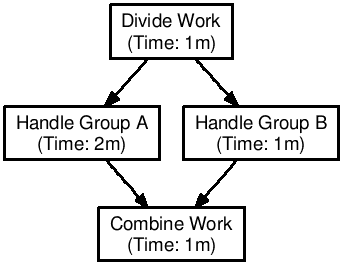 Divide Work
(Time: 1m)
Handle Group A
(Time: 2m)
Handle Group B
(Time: 1m)
Combine Work
(Time: 1m)